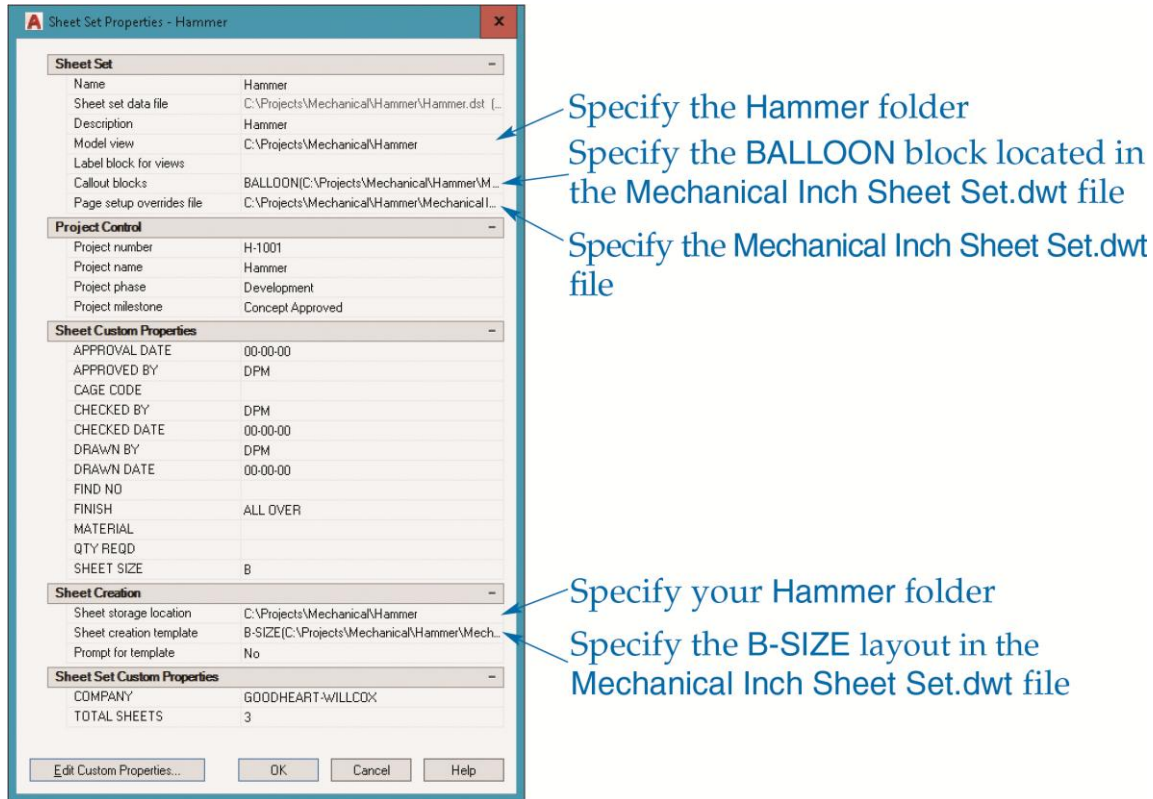 Sheet Set Properties - Hammer
Sheet Set
Name Hammer
Sheet set data file C:\Projects\Mechanical\Hammer\Hammer.dst (...
Description Hammer
Model view C:\Projects\Mechanical\Hammer
Label block for views
Callout blocks BALLOON(C:\Projects\Mechanical\Hammer\M...
Page setup overrides file C:\Projects\Mechanical\Hammer\Mechanical I...
Project Control
Project number H-1001
Project name Hammer
Project phase Development
Project milestone Concept Approved
Sheet Custom Properties
APPROVAL DATE 00-00-00
APPROVED BY DPM
CAGE CODE
CHECKED BY DPM
CHECKED DATE 00-00-00
DRAWN BY DPM
DRAWN DATE 00-00-00
FIND NO
FINISH ALL OVER
MATERIAL
QTY REQD
SHEET SIZE B
Sheet Creation
Sheet storage location C:\Projects\Mechanical\Hammer
Sheet creation template B-SIZE(C:\Projects\Mechanical\Hammer\Mech...
Prompt for template No
Sheet Set Custom Properties
COMPANY GOODHEART-WILLCOX
TOTAL SHEETS 3
Edit Custom Properties... OK Cancel Help
Specify the Hammer folder
Specify the BALLOON block located in
the Mechanical Inch Sheet Set.dwt file
Specify the Mechanical Inch Sheet Set.dwt
file
Specify your Hammer folder
Specify the B-SIZE layout in the
Mechanical Inch Sheet Set.dwt file